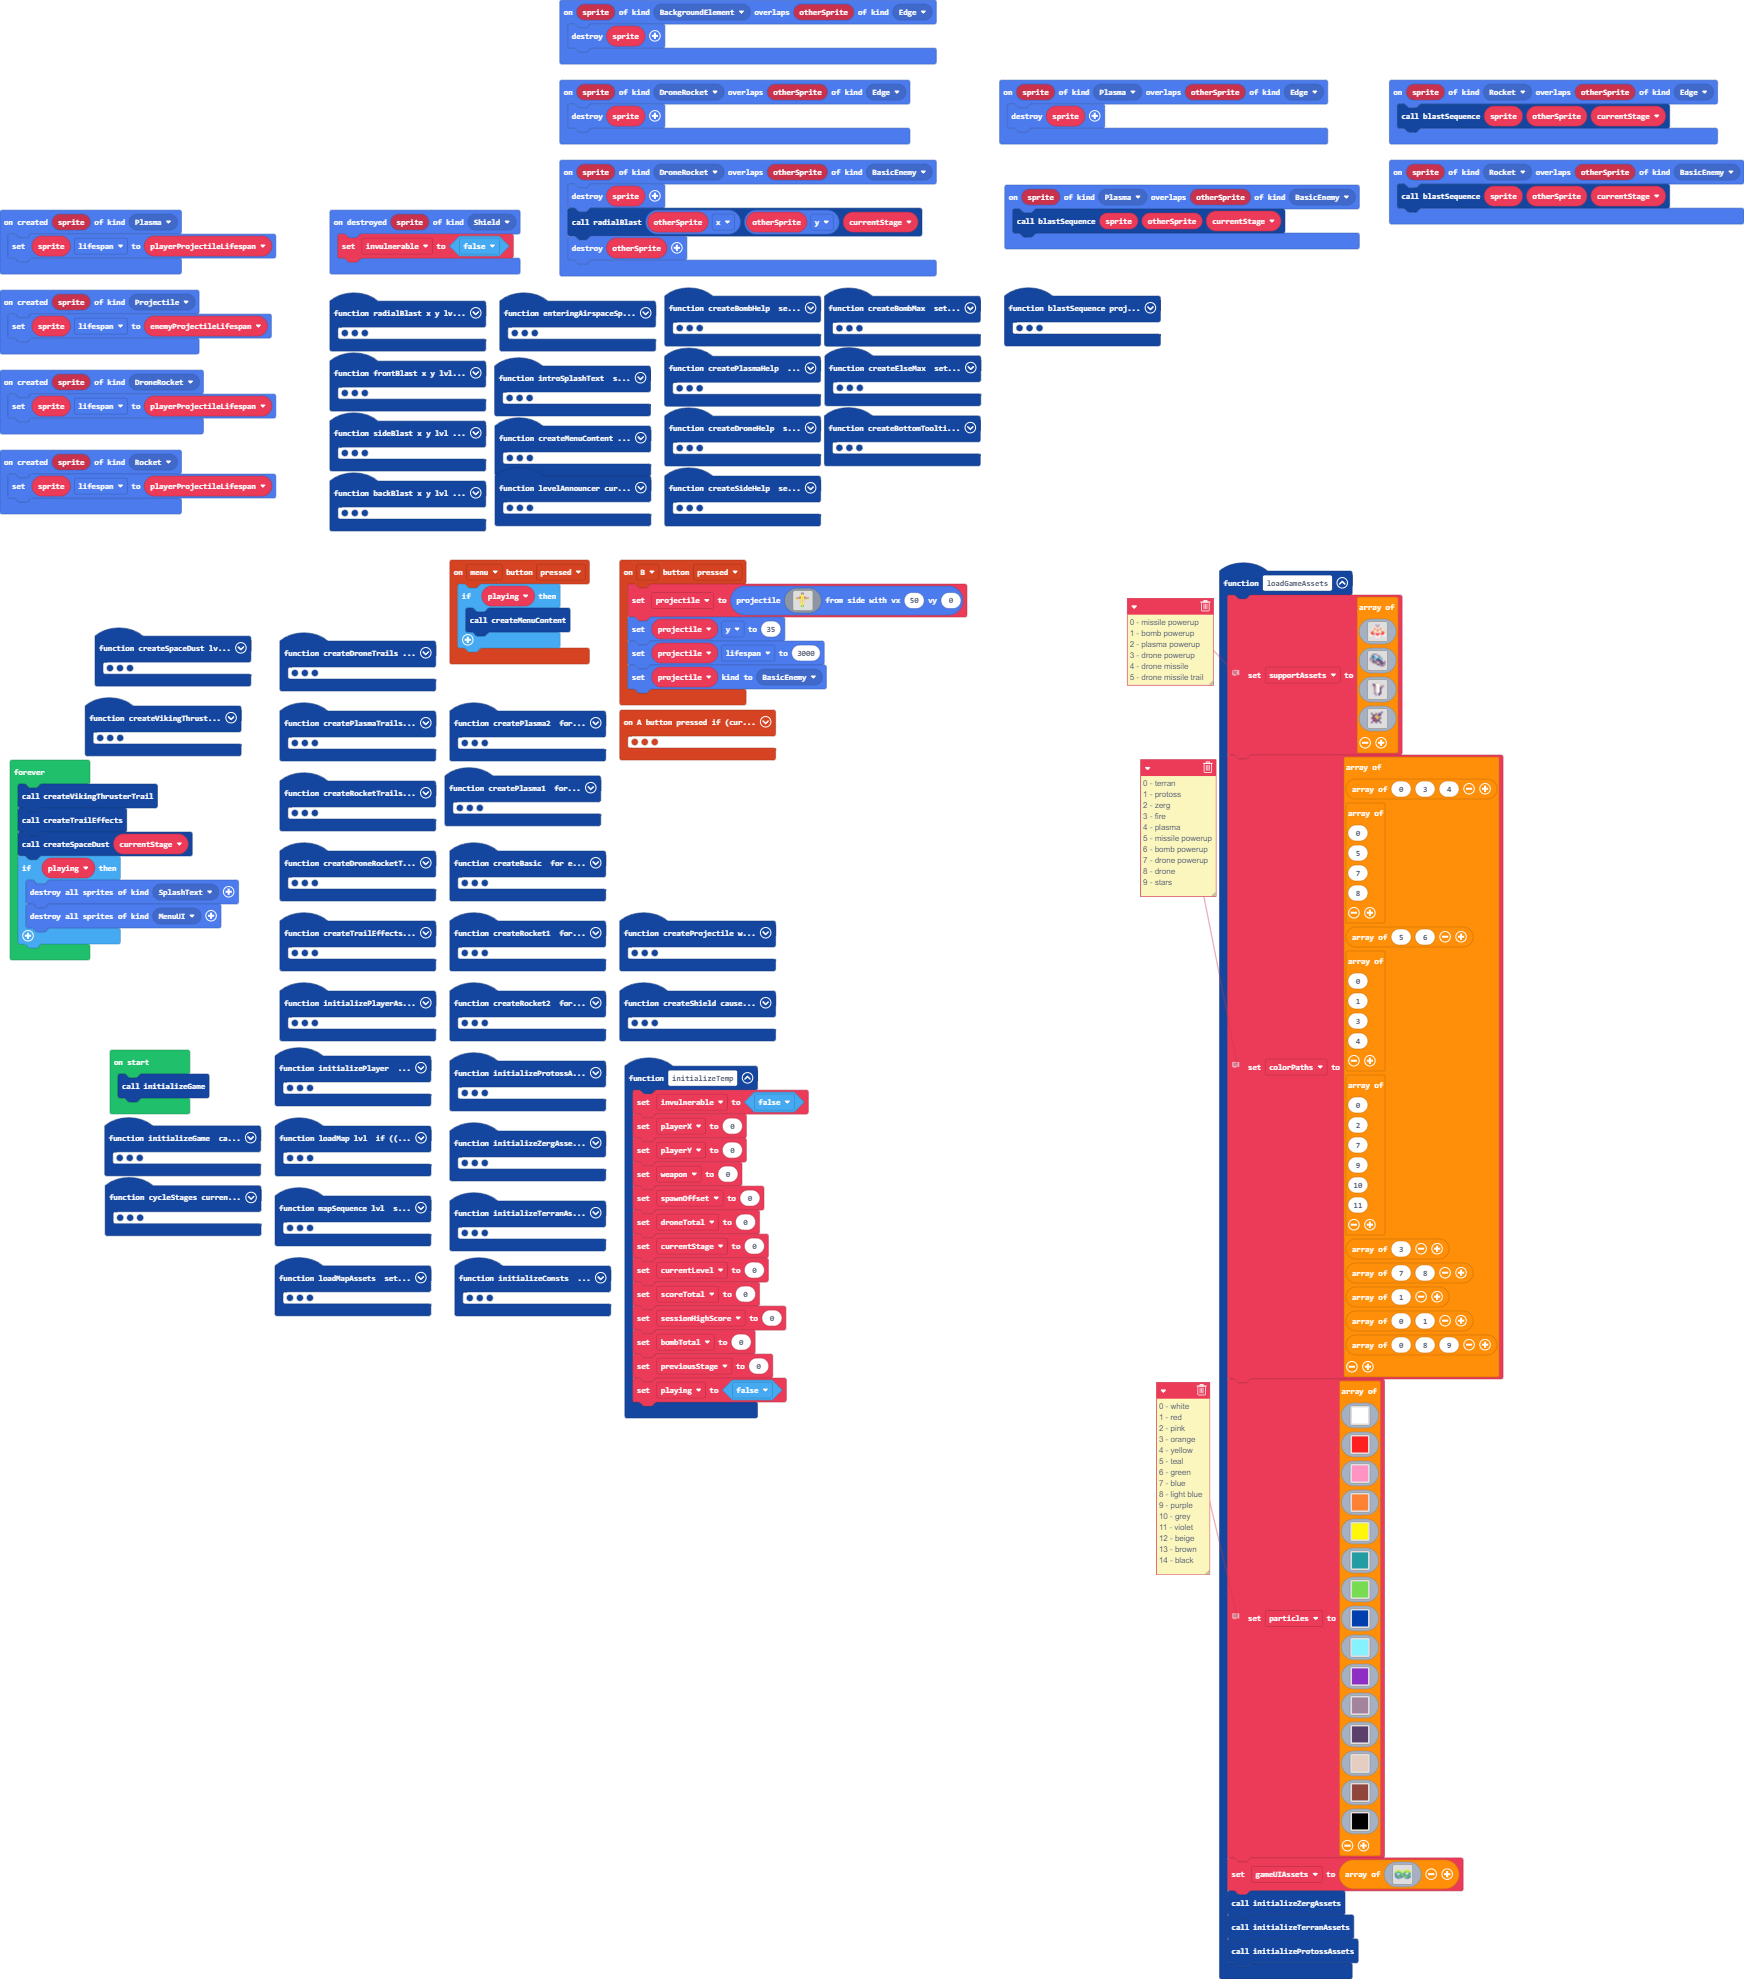 on sprite of kind BackgroundElement overlaps otherSprite of kind Edge
destroy sprite
on sprite of kind DroneRocket overlaps otherSprite of kind Edge
destroy sprite
on sprite of kind Plasma overlaps otherSprite of kind Edge
destroy sprite
on sprite of kind Rocket overlaps otherSprite of kind Edge
call blastSequence sprite otherSprite currentStage
on sprite of kind DroneRocket overlaps otherSprite of kind BasicEnemy
destroy sprite
call radialBlast otherSprite x otherSprite y currentStage
destroy otherSprite
on sprite of kind Plasma overlaps otherSprite of kind BasicEnemy
call blastSequence sprite otherSprite currentStage
on sprite of kind Rocket overlaps otherSprite of kind BasicEnemy
call blastSequence sprite otherSprite currentStage
on created sprite of kind Plasma
set sprite lifespan to playerProjectileLifespan
on destroyed sprite of kind Shield
set invulnerable to false
on created sprite of kind Projectile
set sprite lifespan to enemyProjectileLifespan
on created sprite of kind DroneRocket
set sprite lifespan to playerProjectileLifespan
on created sprite of kind Rocket
set sprite lifespan to playerProjectileLifespan
function radialBlast x y lv...
function frontBlast x y lvl...
function sideBlast x y lvl ...
function backBlast x y lvl ...
function enteringAirspaceSp...
function introSplashText s...
function createMenuContent ...
function levelAnnouncer cur...
function createBombHelp se...
function createPlasmaHelp ...
function createDroneHelp s...
function createSideHelp se...
function createBombMax set...
function createElseMax set...
function createBottomToolti...
function blastSequence proj...
on menu button pressed
if playing then
call createMenuContent
on B button pressed
set projectile to projectile from side with vx 50 vy 0
set projectile y to 35
set projectile lifespan to 3000
set projectile kind to BasicEnemy
on A button pressed if (cur...
function createSpaceDust lv...
function createVikingThrust...
forever
call createVikingThrusterTrail
call createTrailEffects
call createSpaceDust currentStage
if playing then
destroy all sprites of kind SplashText
destroy all sprites of kind MenuUI
on start
call initializeGame
function initializeGame ca...
function cycleStages curren...
function createDroneTrails ...
function createPlasmaTrails...
function createRocketTrails...
function createDroneRocketT...
function createTrailEffects...
function initializePlayerAs...
function initializePlayer ...
function loadMap lvl if ((...
function mapSequence lvl s...
function loadMapAssets set...
function createPlasma2 for...
function createPlasma1 for...
function createBasic for e...
function createRocket1 for...
function createRocket2 for...
function initializeProtossA...
function initializeZergAsse...
function initializeTerranAs...
function initializeConsts ...
function createProjectile w...
function createShield cause...
function initializeTemp
set invulnerable to false
set playerX to 0
set playerY to 0
set weapon to 0
set spawnOffset to 0
set droneTotal to 0
set currentStage to 0
set currentLevel to 0
set scoreTotal to 0
set sessionHighScore to 0
set bombTotal to 0
set previousStage to 0
set playing to false
function loadGameAssets
0 - missile powerup
1 - bomb powerup
2 - plasma powerup
3 - drone powerup
4 - drone missile
5 - drone missile trail
set supportAssets to
array of
0 - terran
1 - protoss
2 - zerg
3 - fire
4 - plasma
5 - missile powerup
6 - bomb powerup
7 - drone powerup
8 - drone
9 - stars
set colorPaths to
array of
array of 0 3 4
array of
0
5
7
8
array of 5 6
array of
0
1
3
4
array of
0
2
7
9
10
11
array of 3
array of 7 8
array of 1
array of 0 1
array of 0 8 9
0 - white
1 - red
2 - pink
3 - orange
4 - yellow
5 - teal
6 - green
7 - blue
8 - light blue
9 - purple
10 - grey
11 - violet
12 - beige
13 - brown
14 - black
set particles to
array of
set gameUIAssets to array of
call initializeZergAssets
call initializeTerranAssets
call initializeProtossAssets